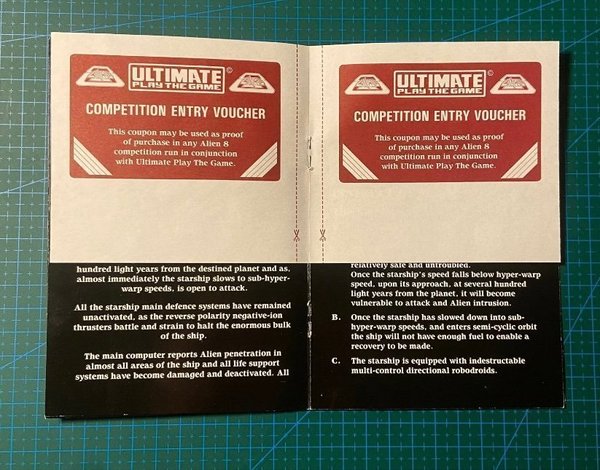 ULTIMATE ©
PLAY THE GAME
COMPETITION ENTRY VOUCHER
This coupon may be used as proof
of purchase in any Alien 8
competition run in conjunction
with Ultimate Play The Game.
hundred light years from the destined planet and as,
almost immediately the starship slows to sub-hyper-
warp speeds, is open to attack.
All the starship main defence systems have remained
unactivated, as the reverse polarity negative-ion
thrusters battle and strain to halt the enormous bulk
of the ship.
The main computer reports Alien penetration in
almost all areas of the ship and all life support
systems have become damaged and deactivated. All
ULTIMATE ©
PLAY THE GAME
COMPETITION ENTRY VOUCHER
This coupon may be used as proof
of purchase in any Alien 8
competition run in conjunction
with Ultimate Play The Game.
relatively safe and untroubled.
Once the starship's speed falls below hyper-warp
speed, upon its approach, at several hundred
light years from the planet, it will become
vulnerable to attack and Alien intrusion.
B. Once the starship has slowed down into sub-
hyper-warp speeds, and enters semi-cyclic orbit
the ship will not have enough fuel to enable a
recovery to be made.
C. The starship is equipped with indestructable
multi-control directional robodroids.